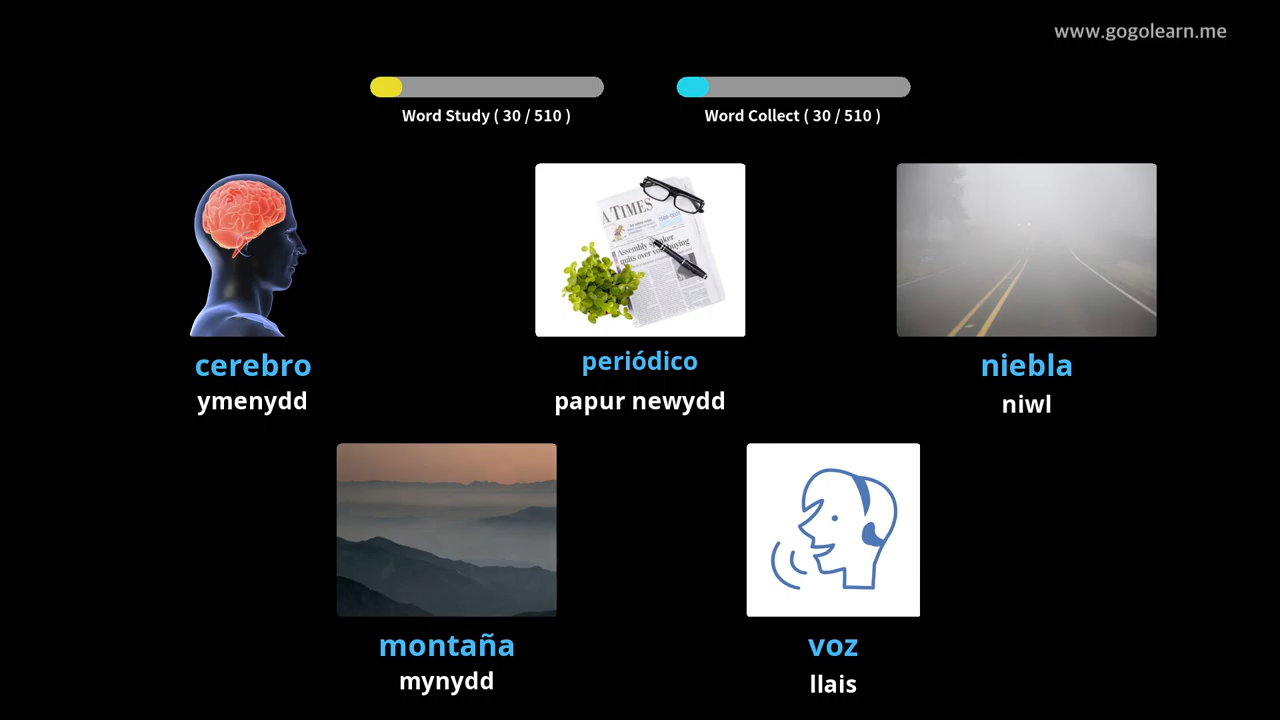 www.gogolearn.me
Word Study ( 30 / 510 )
Word Collect ( 30 / 510 )
A TIMES
cerebro
ymenydd
periódico
papur newydd
niebla
niwl
montaña
mynydd
voz
llais